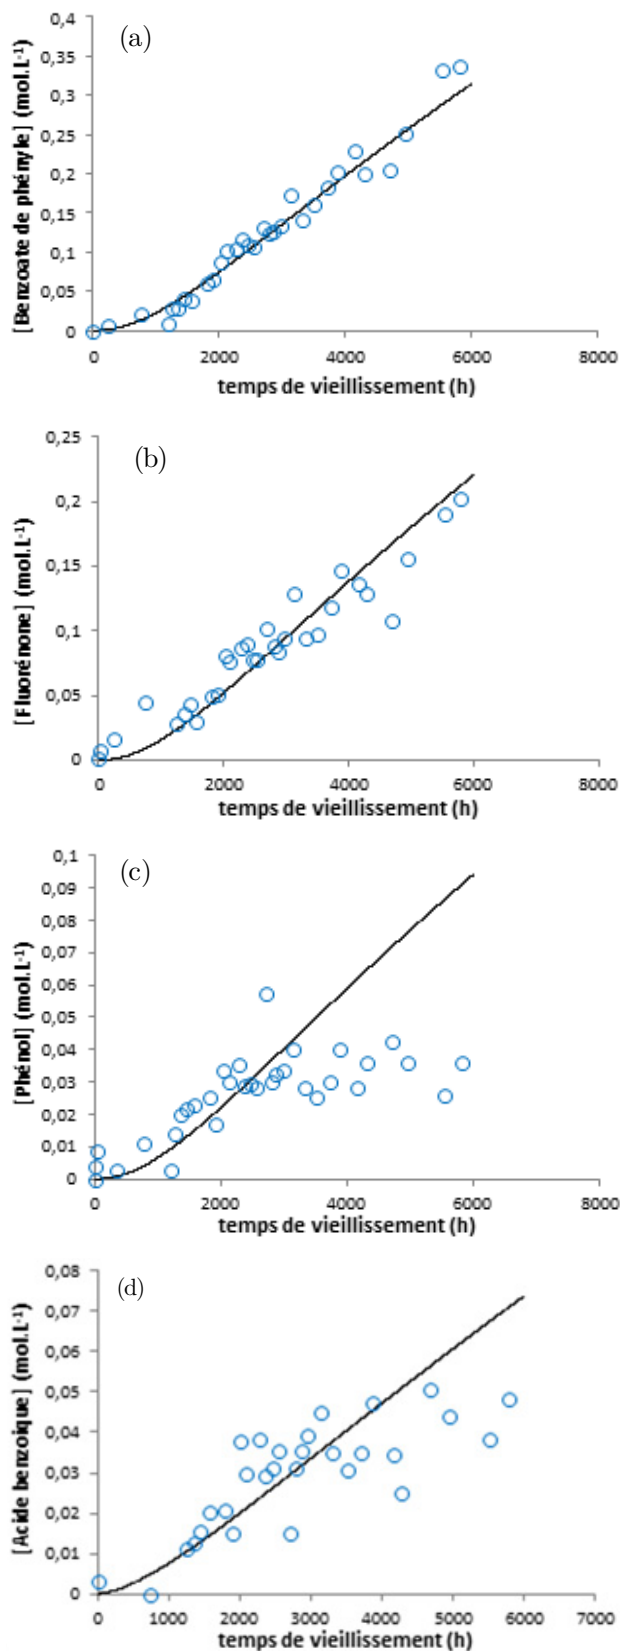 (a)
[Benzoate de phényle] (mol.L-1)
0,4
0,35
0,3
0,25
0,2
0,15
0,1
0,05
0
0 2000 4000 6000 8000
temps de vieillissement (h)
(b)
[Fluorénone] (mol.L-1)
0,25
0,2
0,15
0,1
0,05
0
0 2000 4000 6000 8000
temps de vieillissement (h)
(c)
[Phénol] (mol.L-1)
0,1
0,09
0,08
0,07
0,06
0,05
0,04
0,03
0,02
0,01
0
0 2000 4000 6000 8000
temps de vieillissement (h)
(d)
[Acide benzoique] (mol.L-1)
0,08
0,07
0,06
0,05
0,04
0,03
0,02
0,01
0
0 1000 2000 3000 4000 5000 6000 7000
temps de vieillissement (h)